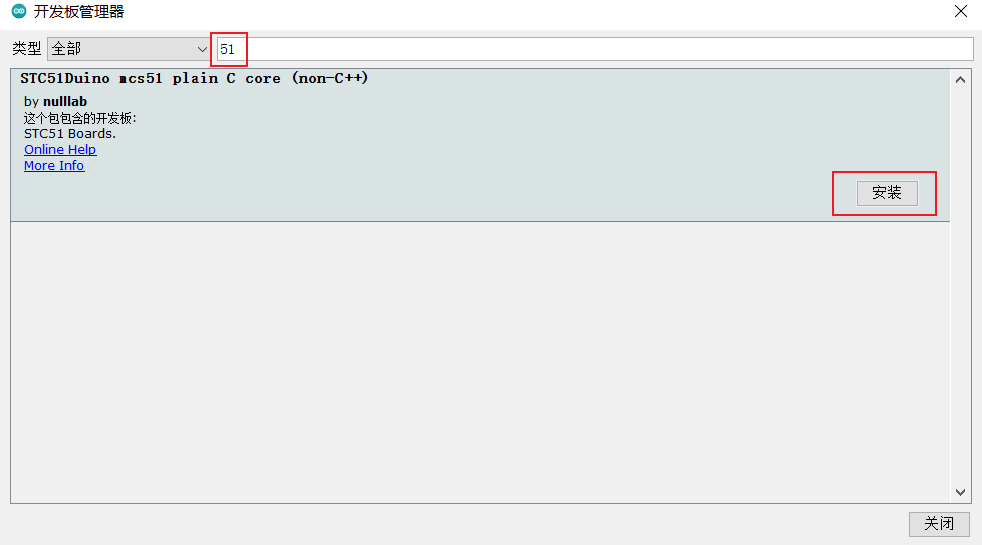 开发板管理器
类型 全部 51
STC51Duino mcs51 plain C core (non-C++)
by nulllab
这个包包含的开发板:
STC51 Boards.
Online Help
More Info
安装
关闭